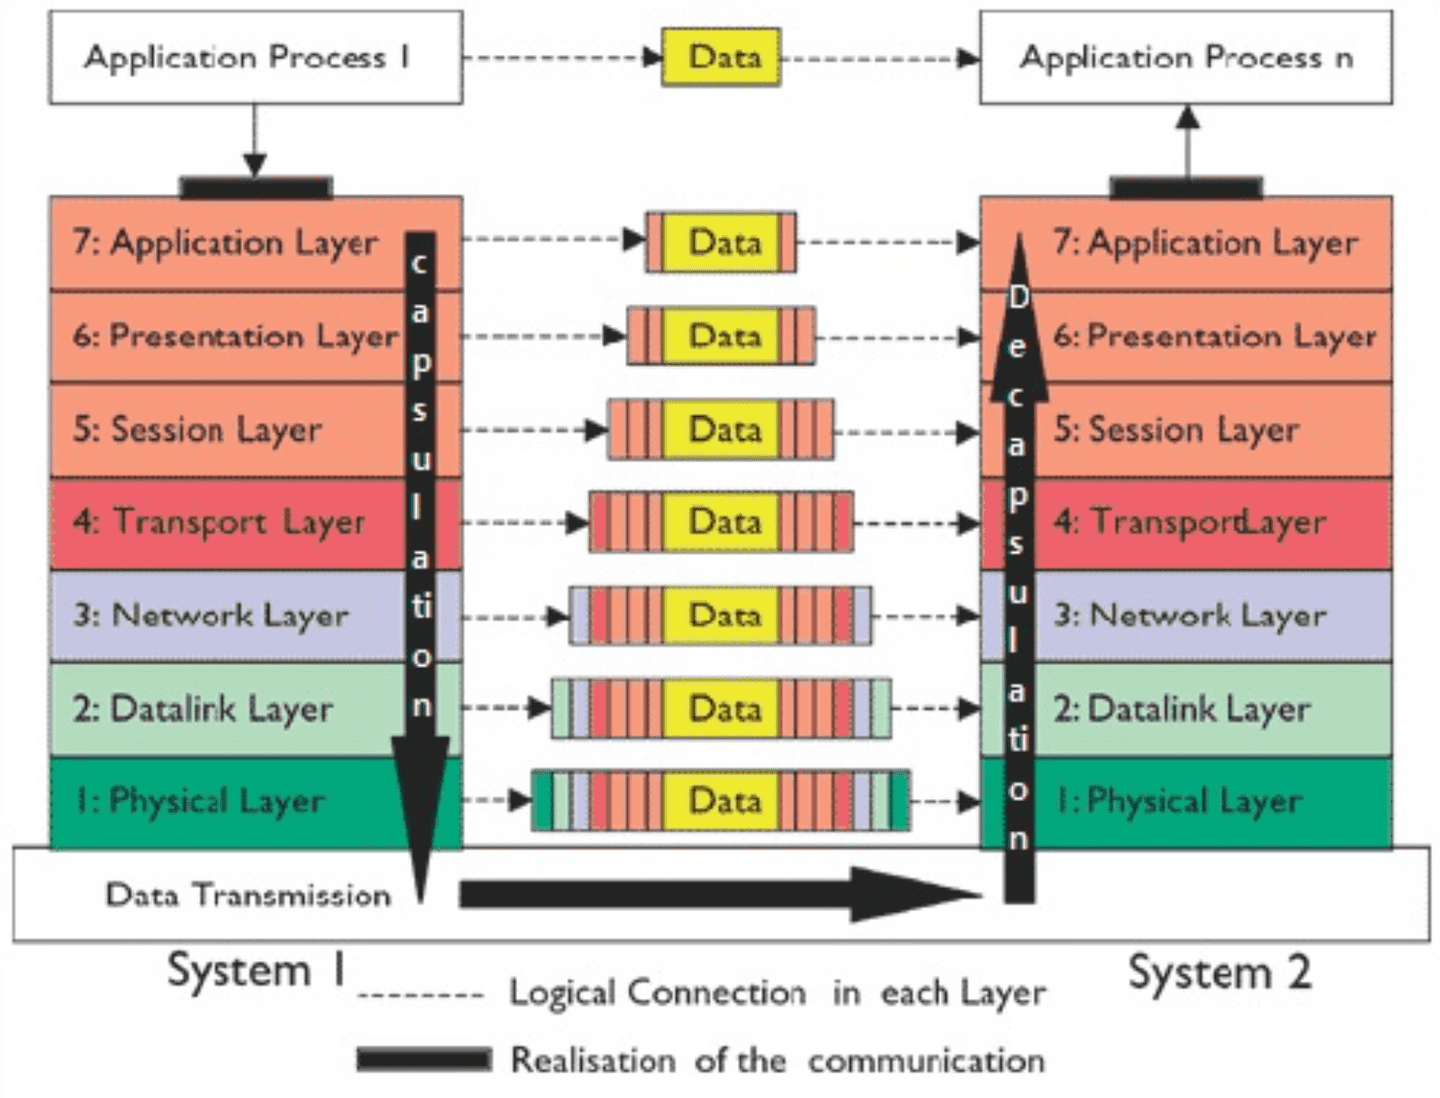 Application Process 1
Data
Application Process n
7: Application Layer
Data
7: Application Layer
6: Presentation Layer
Data
6: Presentation Layer
5: Session Layer
Data
5: Session Layer
4: Transport Layer
Data
4: TransportLayer
3: Network Layer
Data
3: Network Layer
2: Datalink Layer
Data
2: Datalink Layer
1: Physical Layer
Data
1: Physical Layer
capsulation
Decapsulation
Data Transmission
System 1
System 2
Logical Connection in each Layer
Realisation of the communication